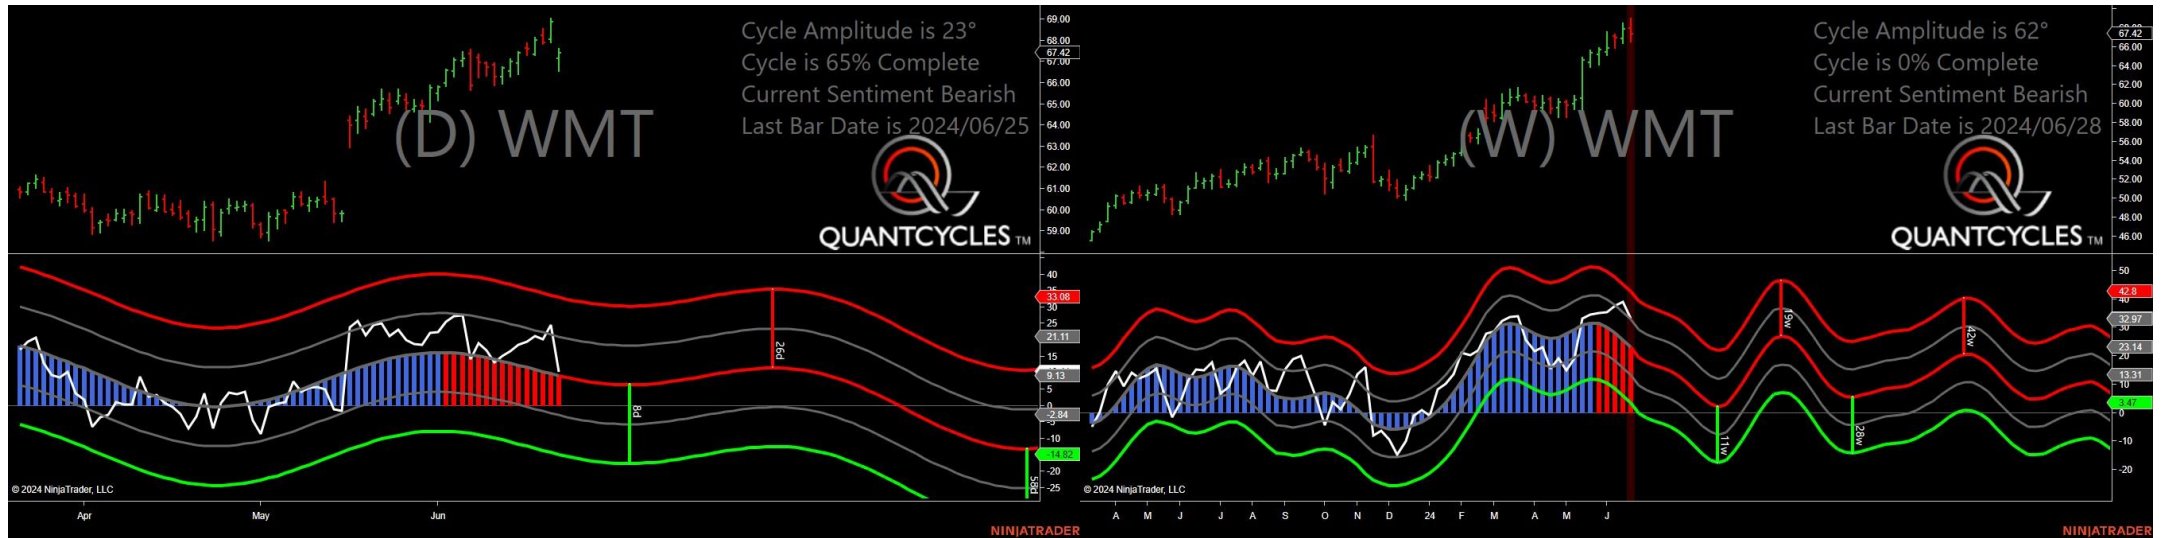 Cycle Amplitude is 23°
Cycle is 65% Complete
Current Sentiment Bearish
Last Bar Date is 2024/06/25
(D) WMT
QUANTCYCLES TM
69.00
68.00
67.42
67.00
66.00
65.00
64.00
63.00
62.00
61.00
60.00
59.00
40
33.08
30
25
21.11
15
9.13
5
0
-2.84
-10
-14.82
-20
-25
8d
26d
58d
© 2024 NinjaTrader, LLC
Apr
May
Jun
NINJATRADER
Cycle Amplitude is 62°
Cycle is 0% Complete
Current Sentiment Bearish
Last Bar Date is 2024/06/28
(W) WMT
QUANTCYCLES TM
67.42
66.00
64.00
62.00
60.00
58.00
56.00
54.00
52.00
50.00
48.00
46.00
50
42.8
40
32.97
30
23.14
20
13.31
10
3.47
0
-10
-20
11w
19w
28w
42w
© 2024 NinjaTrader, LLC
A M J J A S O N D 24 F M A M J
NINJATRADER